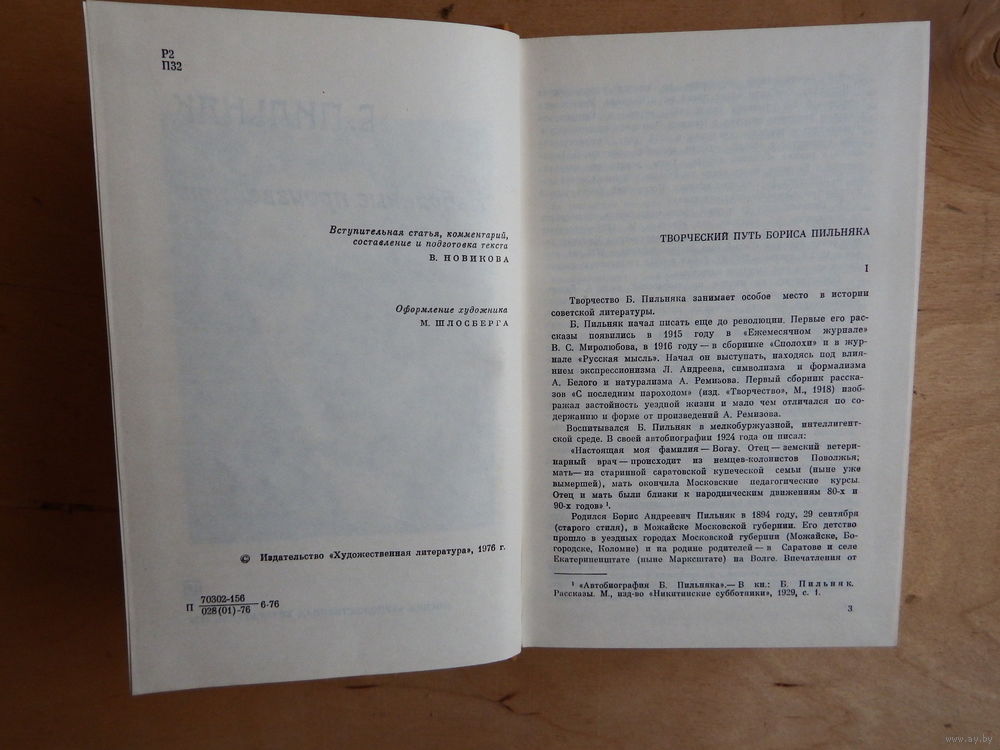 Р2
П32
Б. ПИЛЬНЯК
Вступительная статья, комментарий,
составление и подготовка текста
В. НОВИКОВА
Оформление художника
М. ШЛОСБЕРГА
© Издательство «Художественная литература», 1976 г.
П 70302-156
028(01)-76 6-76
ТВОРЧЕСКИЙ ПУТЬ БОРИСА ПИЛЬНЯКА
I
Творчество Б. Пильняка занимает особое место в истории
советской литературы.
Б. Пильняк начал писать еще до революции. Первые его рас-
сказы появились в 1915 году в «Ежемесячном журнале»
В. С. Миролюбова, в 1916 году — в сборнике «Сполохи» и в жур-
нале «Русская мысль». Начал он выступать, находясь под влия-
нием экспрессионизма Л. Андреева, символизма и формализма
А. Белого и натурализма А. Ремизова. Первый сборник расска-
зов «С последним пароходом» (изд. «Творчество», М., 1918) изоб-
ражал застойность уездной жизни и мало чем отличался по со-
держанию и форме от произведений А. Ремизова.
Воспитывался Б. Пильняк в мелкобуржуазной, интеллигент-
ской среде. В своей автобиографии 1924 года он писал:
«Настоящая моя фамилия — Вогау. Отец — земский ветери-
нарный врач — происходит из немцев-колонистов Поволжья;
мать — из старинной саратовской купеческой семьи (ныне уже
вымершей), мать окончила Московские педагогические курсы.
Отец и мать были близки к народническим движениям 80-х и
90-х годов» ¹.
Родился Борис Андреевич Пильняк в 1894 году, 29 сентября
(старого стиля), в Можайске Московской губернии. Его детство
прошло в уездных городах Московской губернии (Можайске, Бо-
городске, Коломне) и на родине родителей — в Саратове и селе
Екатериненштате (ныне Марксштате) на Волге. Впечатления от
¹ «Автобиография Б. Пильняка». — В кн.: Б. Пильняк.
Рассказы. М., изд-во «Никитинские субботники», 1929, с. 1.
3
www.ay.by